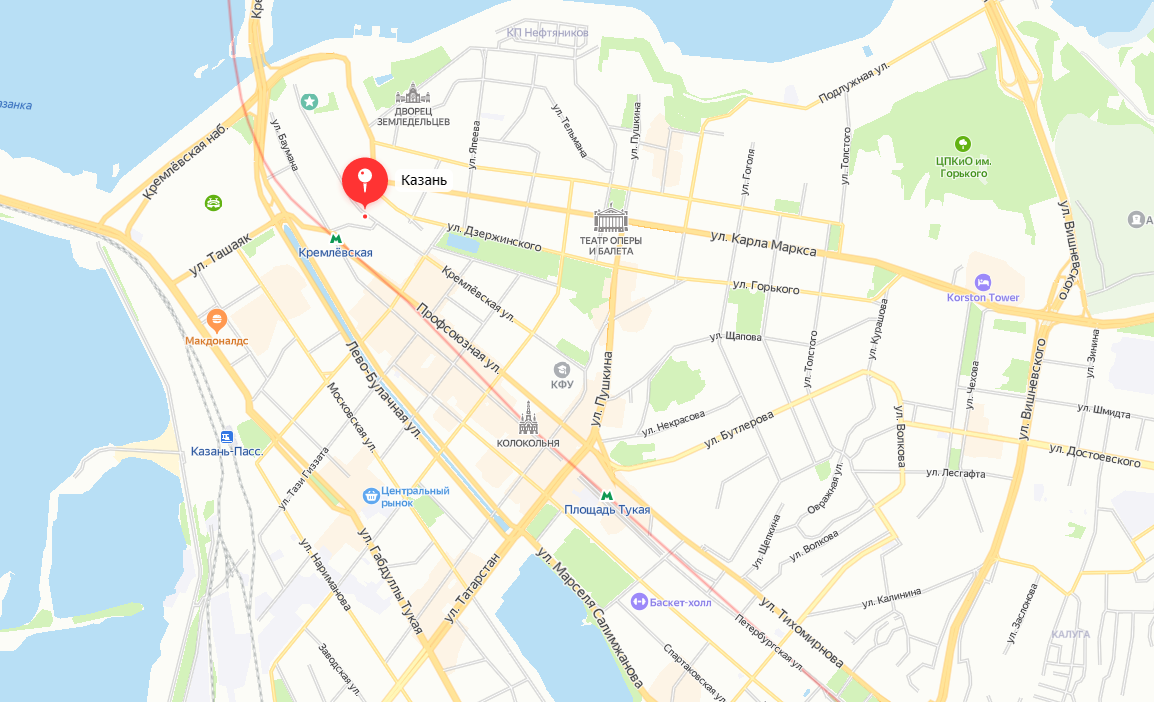 Кре
КП Нефтяников
Подлужная ул.
азанка
ДВОРЕЦ
ЗЕМЛЕДЕЛЬЦЕВ
ул. Баумана
ул. Япеева
ул. Тельмана
ул. Пушкина
Кремлёвская наб.
ул. Гоголя
ул. Толстого
ЦПКиО им.
Горького
Казань
ул. Вишневского
А
ул. Ташаяк
Кремлёвская
ул. Дзержинского
ТЕАТР ОПЕРЫ
И БАЛЕТА
ул. Карла Маркса
Кремлёвская ул.
ул. Горького
Korston Tower
Макдоналдс
Профсоюзная ул.
ул. Щапова
ул. Толстого
ул. Курашова
ул. Зинина
Лево-Булачная ул.
КФУ
ул. Пушкина
ул. Чехова
ул. Вишневского
Московская ул.
ул. Некрасова
ул. Бутлерова
ул. Волкова
ул. Шмидта
КОЛОКОЛЬНЯ
Казань-Пасс.
ул. Достоевского
ул. Тази Гиззата
ул. Лесгафта
Центральный
рынок
Овражная ул.
Площадь Тукая
ул. Щепкина
ул. Волкова
ул. Габдуллы Тукая
ул. Наримановa
ул. Татарстан
ул. Марселя Салимжанова
Баскет-холл
ул. Тихомирнова
ул. Калинина
ул. Заслонова
Петербургская ул.
КАЛУГА
Заводская ул.
Спартаковская ул.